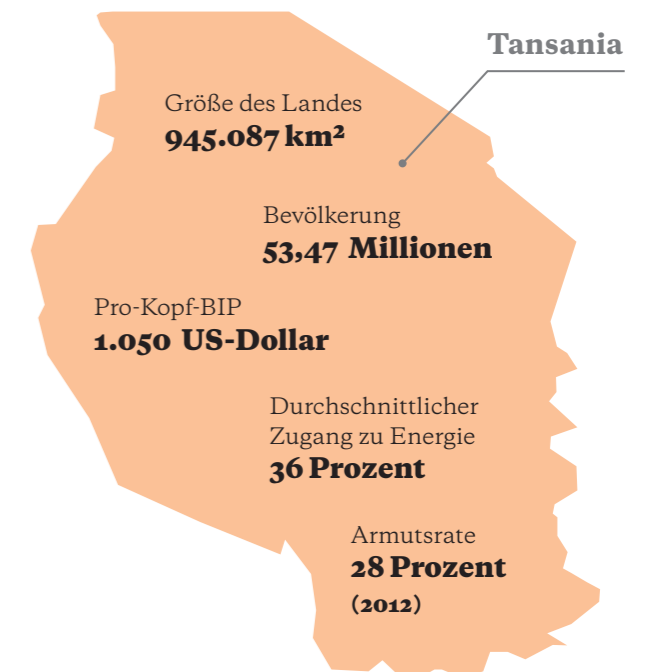 Tansania
Größe des Landes
945.087 km²
Bevölkerung
53,47 Millionen
Pro-Kopf-BIP
1.050 US-Dollar
Durchschnittlicher
Zugang zu Energie
36 Prozent
Armutsrate
28 Prozent
(2012)